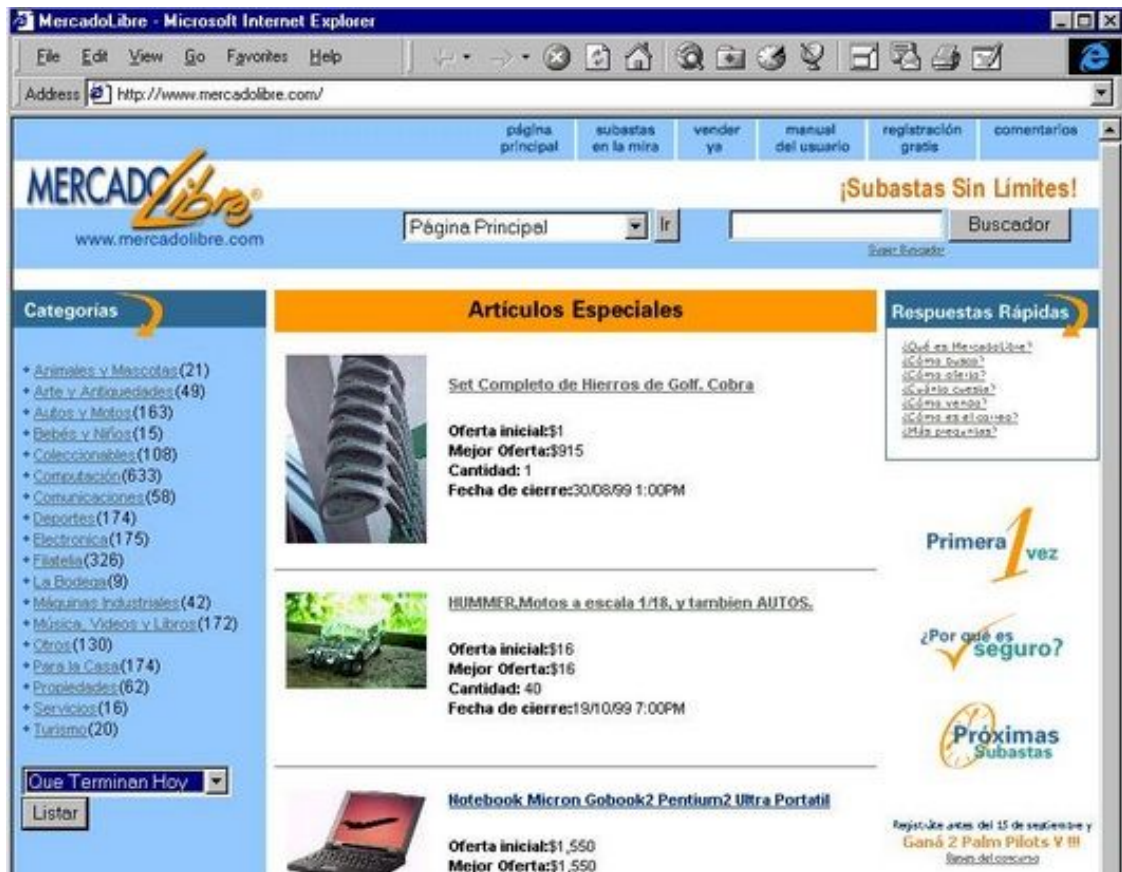 MercadoLibre - Microsoft Internet Explorer
File Edit View Go Favorites Help
Address http://www.mercadolibre.com/
página principal
subastas en la mira
vender ya
manual del usuario
registración gratis
comentarios
MERCADO Libre®
www.mercadolibre.com
¡Subastas Sin Límites!
Página Principal
Ir
Buscador
Super Buscador
Categorías
Animales y Mascotas(21)
Arte y Antiguedades(49)
Autos y Motos(163)
Bebés y Niños(15)
Coleccionables(108)
Computación(633)
Comunicaciones(58)
Deportes(174)
Electronica(175)
Filatelia(326)
La Bodega(9)
Máquinas Industriales(42)
Música, Videos y Libros(172)
Otros(130)
Para la Casa(174)
Propiedades(62)
Servicios(16)
Turismo(20)
Que Terminan Hoy
Listar
Artículos Especiales
Set Completo de Hierros de Golf. Cobra
Oferta inicial:$1
Mejor Oferta:$915
Cantidad: 1
Fecha de cierre:30/08/99 1:00PM
HUMMER,Motos a escala 1/18, y tambien AUTOS.
Oferta inicial:$16
Mejor Oferta:$16
Cantidad: 40
Fecha de cierre:19/10/99 7:00PM
Notebook Micron Gobook2 Pentium2 Ultra Portatil
Oferta inicial:$1,550
Mejor Oferta:$1,550
Respuestas Rápidas
¿Qué es MercadoLibre?
¿Cómo busco?
¿Cómo oferto?
¿Cuánto cuesta?
¿Cómo vendo?
¿Cómo es el correo?
¿Más preguntas?
Primera 1 vez
¿Por qué es seguro?
Próximas Subastas
Registráte antes del 15 de septiembre y
Ganá 2 Palm Pilots V !!!
Bases del concurso